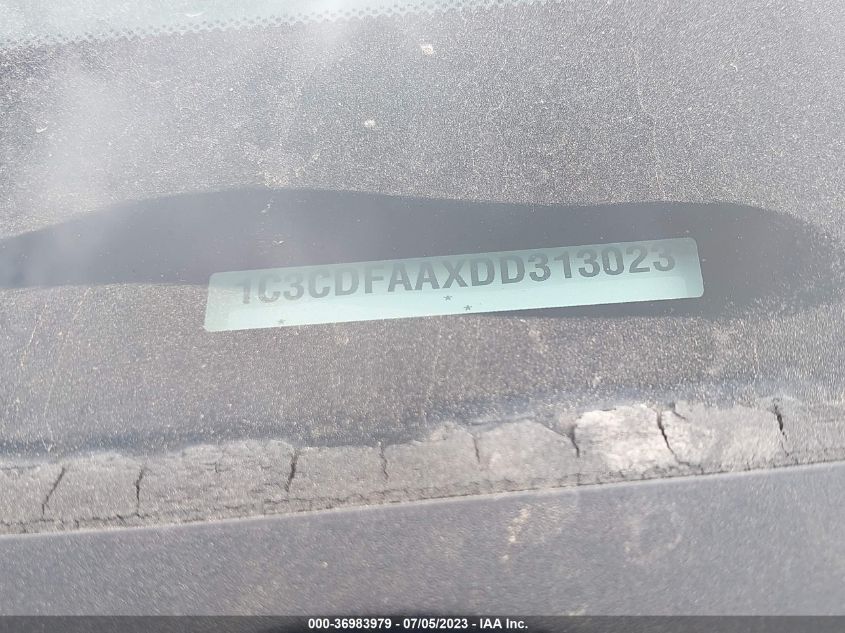 1C3CDFAAXDD313023
000-36983979 - 07/05/2023 - IAA Inc.